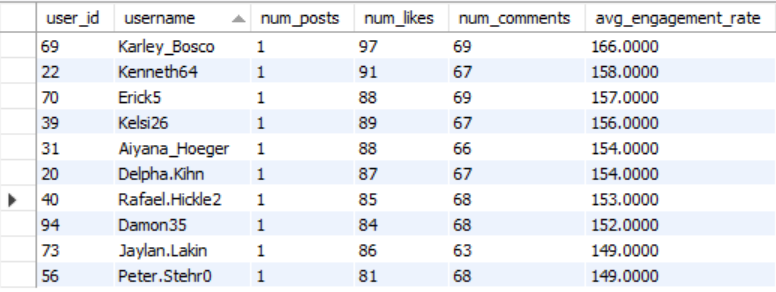 user_id username num_posts num_likes num_comments avg_engagement_rate
69 Karley_Bosco 1 97 69 166.0000
22 Kenneth64 1 91 67 158.0000
70 Erick5 1 88 69 157.0000
39 Kelsi26 1 89 67 156.0000
31 Aiyana_Hoeger 1 88 66 154.0000
20 Delpha.Kihn 1 87 67 154.0000
40 Rafael.Hickle2 1 85 68 153.0000
94 Damon35 1 84 68 152.0000
73 Jaylan.Lakin 1 86 63 149.0000
56 Peter.Stehr0 1 81 68 149.0000